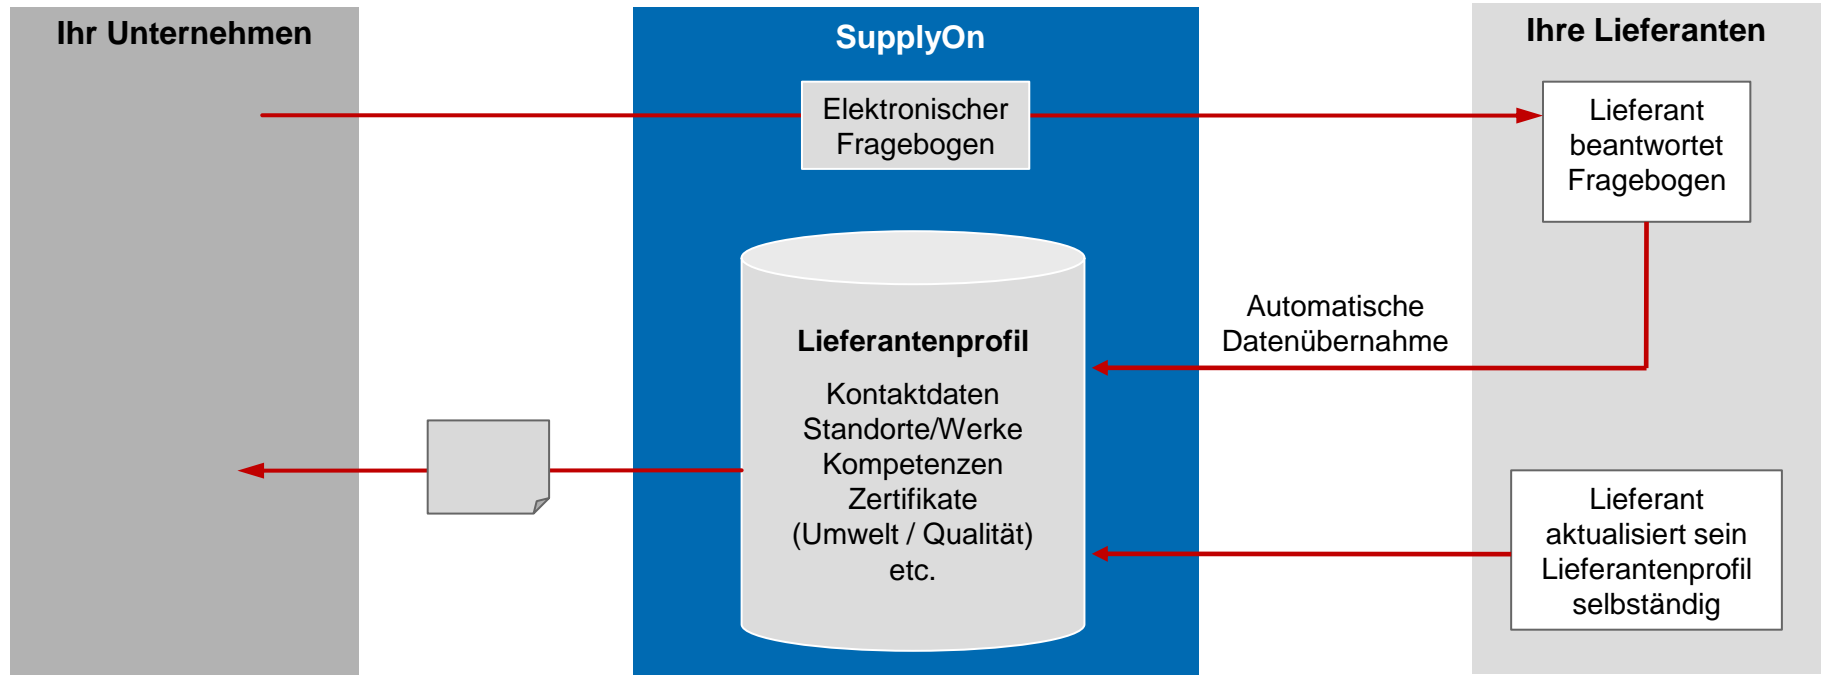 Ihr Unternehmen
SupplyOn
Ihre Lieferanten
Elektronischer
Fragebogen
Lieferant
beantwortet
Fragebogen
Automatische
Datenübernahme
Lieferantenprofil
Kontaktdaten
Standorte/Werke
Kompetenzen
Zertifikate
(Umwelt / Qualität)
etc.
Lieferant
aktualisiert sein
Lieferantenprofil
selbständig